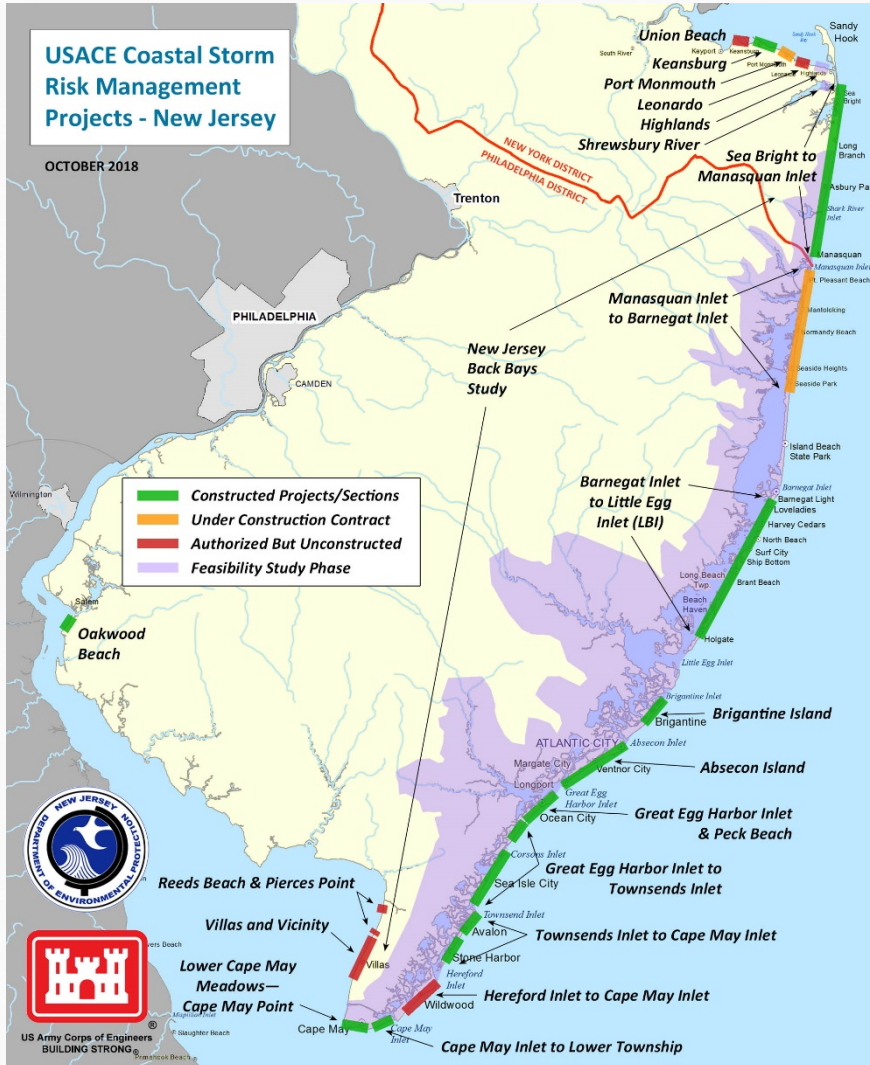 USACE Coastal Storm
Risk Management
Projects - New Jersey
OCTOBER 2018
Sandy
Hook
South River
Union Beach
Keyport
Keansburg
Keansburg
Port Monmouth
Port Monmouth
Leonardo
Leonardo
Highlands
Highlands
Shrewsbury River
Sea
Bright
Long
Branch
Sea Bright to
Manasquan Inlet
Asbury Pa
Shark River
Inlet
NEW YORK DISTRICT
PHILADELPHIA DISTRICT
Trenton
Manasquan
Manasquan Inlet
Pt. Pleasant Beach
Manasquan Inlet
to Barnegat Inlet
Mantoloking
Normandy Beach
Seaside Heights
Seaside Park
PHILADELPHIA
CAMDEN
New Jersey
Back Bays
Study
Island Beach
State Park
Wilmington
Constructed Projects/Sections
Under Construction Contract
Authorized But Unconstructed
Feasibility Study Phase
Barnegat Inlet
to Little Egg
Inlet (LBI)
Barnegat Inlet
Barnegat Light
Loveladies
Harvey Cedars
North Beach
Surf City
Ship Bottom
Long Beach
Twp.
Brant Beach
Beach
Haven
Holgate
Little Egg Inlet
Salem
Oakwood
Beach
Brigantine Inlet
Brigantine
Brigantine Island
ATLANTIC CITY
Absecon Inlet
Margate City
Ventnor City
Absecon Island
Longport
Great Egg
Harbor Inlet
Ocean City
Great Egg Harbor Inlet
& Peck Beach
Corsons Inlet
Sea Isle City
Great Egg Harbor Inlet to
Townsends Inlet
NEW JERSEY
DEPARTMENT OF ENVIRONMENTAL PROTECTION
Reeds Beach & Pierces Point
Villas and Vicinity
Villas
Townsend Inlet
Avalon
Townsends Inlet to Cape May Inlet
Stone Harbor
Hereford
Inlet
Lower Cape May
Meadows—
Cape May Point
Wildwood
Hereford Inlet to Cape May Inlet
Cape May
Cape May
Inlet
Cape May Inlet to Lower Township
US Army Corps of Engineers
BUILDING STRONG®
®
Slaughter Beach